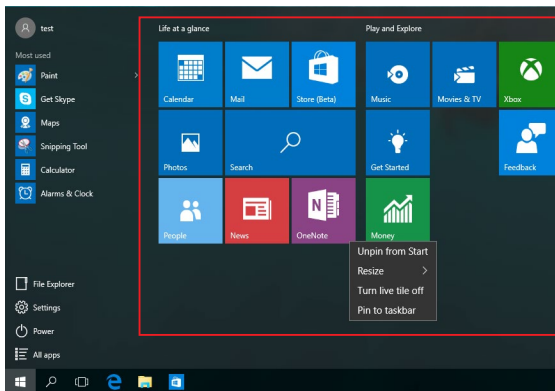 test
Most used
Paint
Get Skype
Maps
Snipping Tool
Calculator
Alarms & Clock
File Explorer
Settings
Power
All apps
Life at a glance
Calendar
Mail
Store (Beta)
Photos
Search
People
News
OneNote
Play and Explore
Music
Movies & TV
Xbox
Get Started
Feedback
Money
Unpin from Start
Resize
Turn live tile off
Pin to taskbar